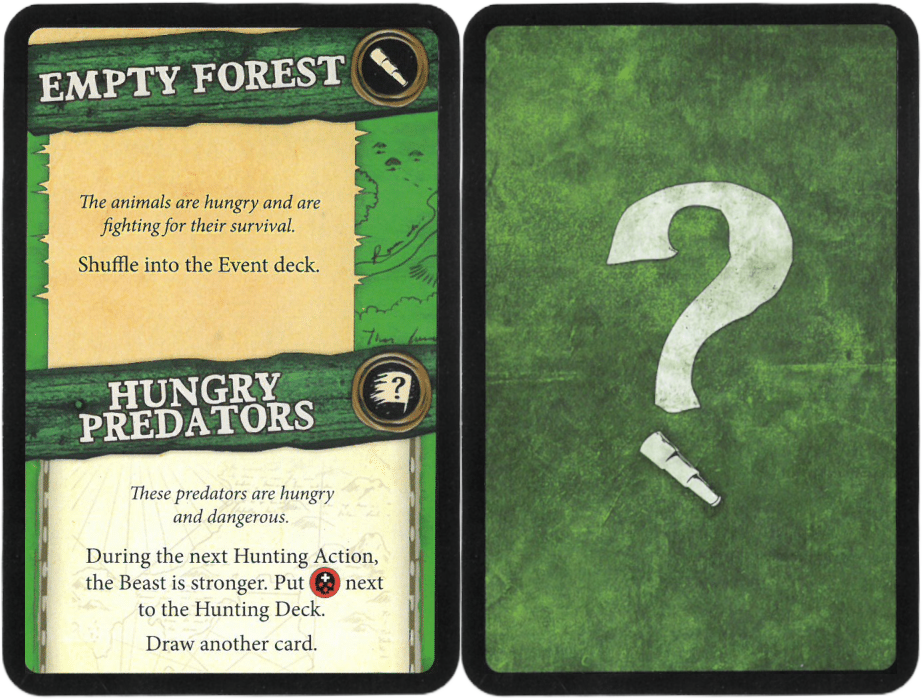 EMPTY FOREST
The animals are hungry and are
fighting for their survival.
Shuffle into the Event deck.
HUNGRY
PREDATORS
?
These predators are hungry
and dangerous.
During the next Hunting Action,
the Beast is stronger. Put next
to the Hunting Deck.
Draw another card.
?